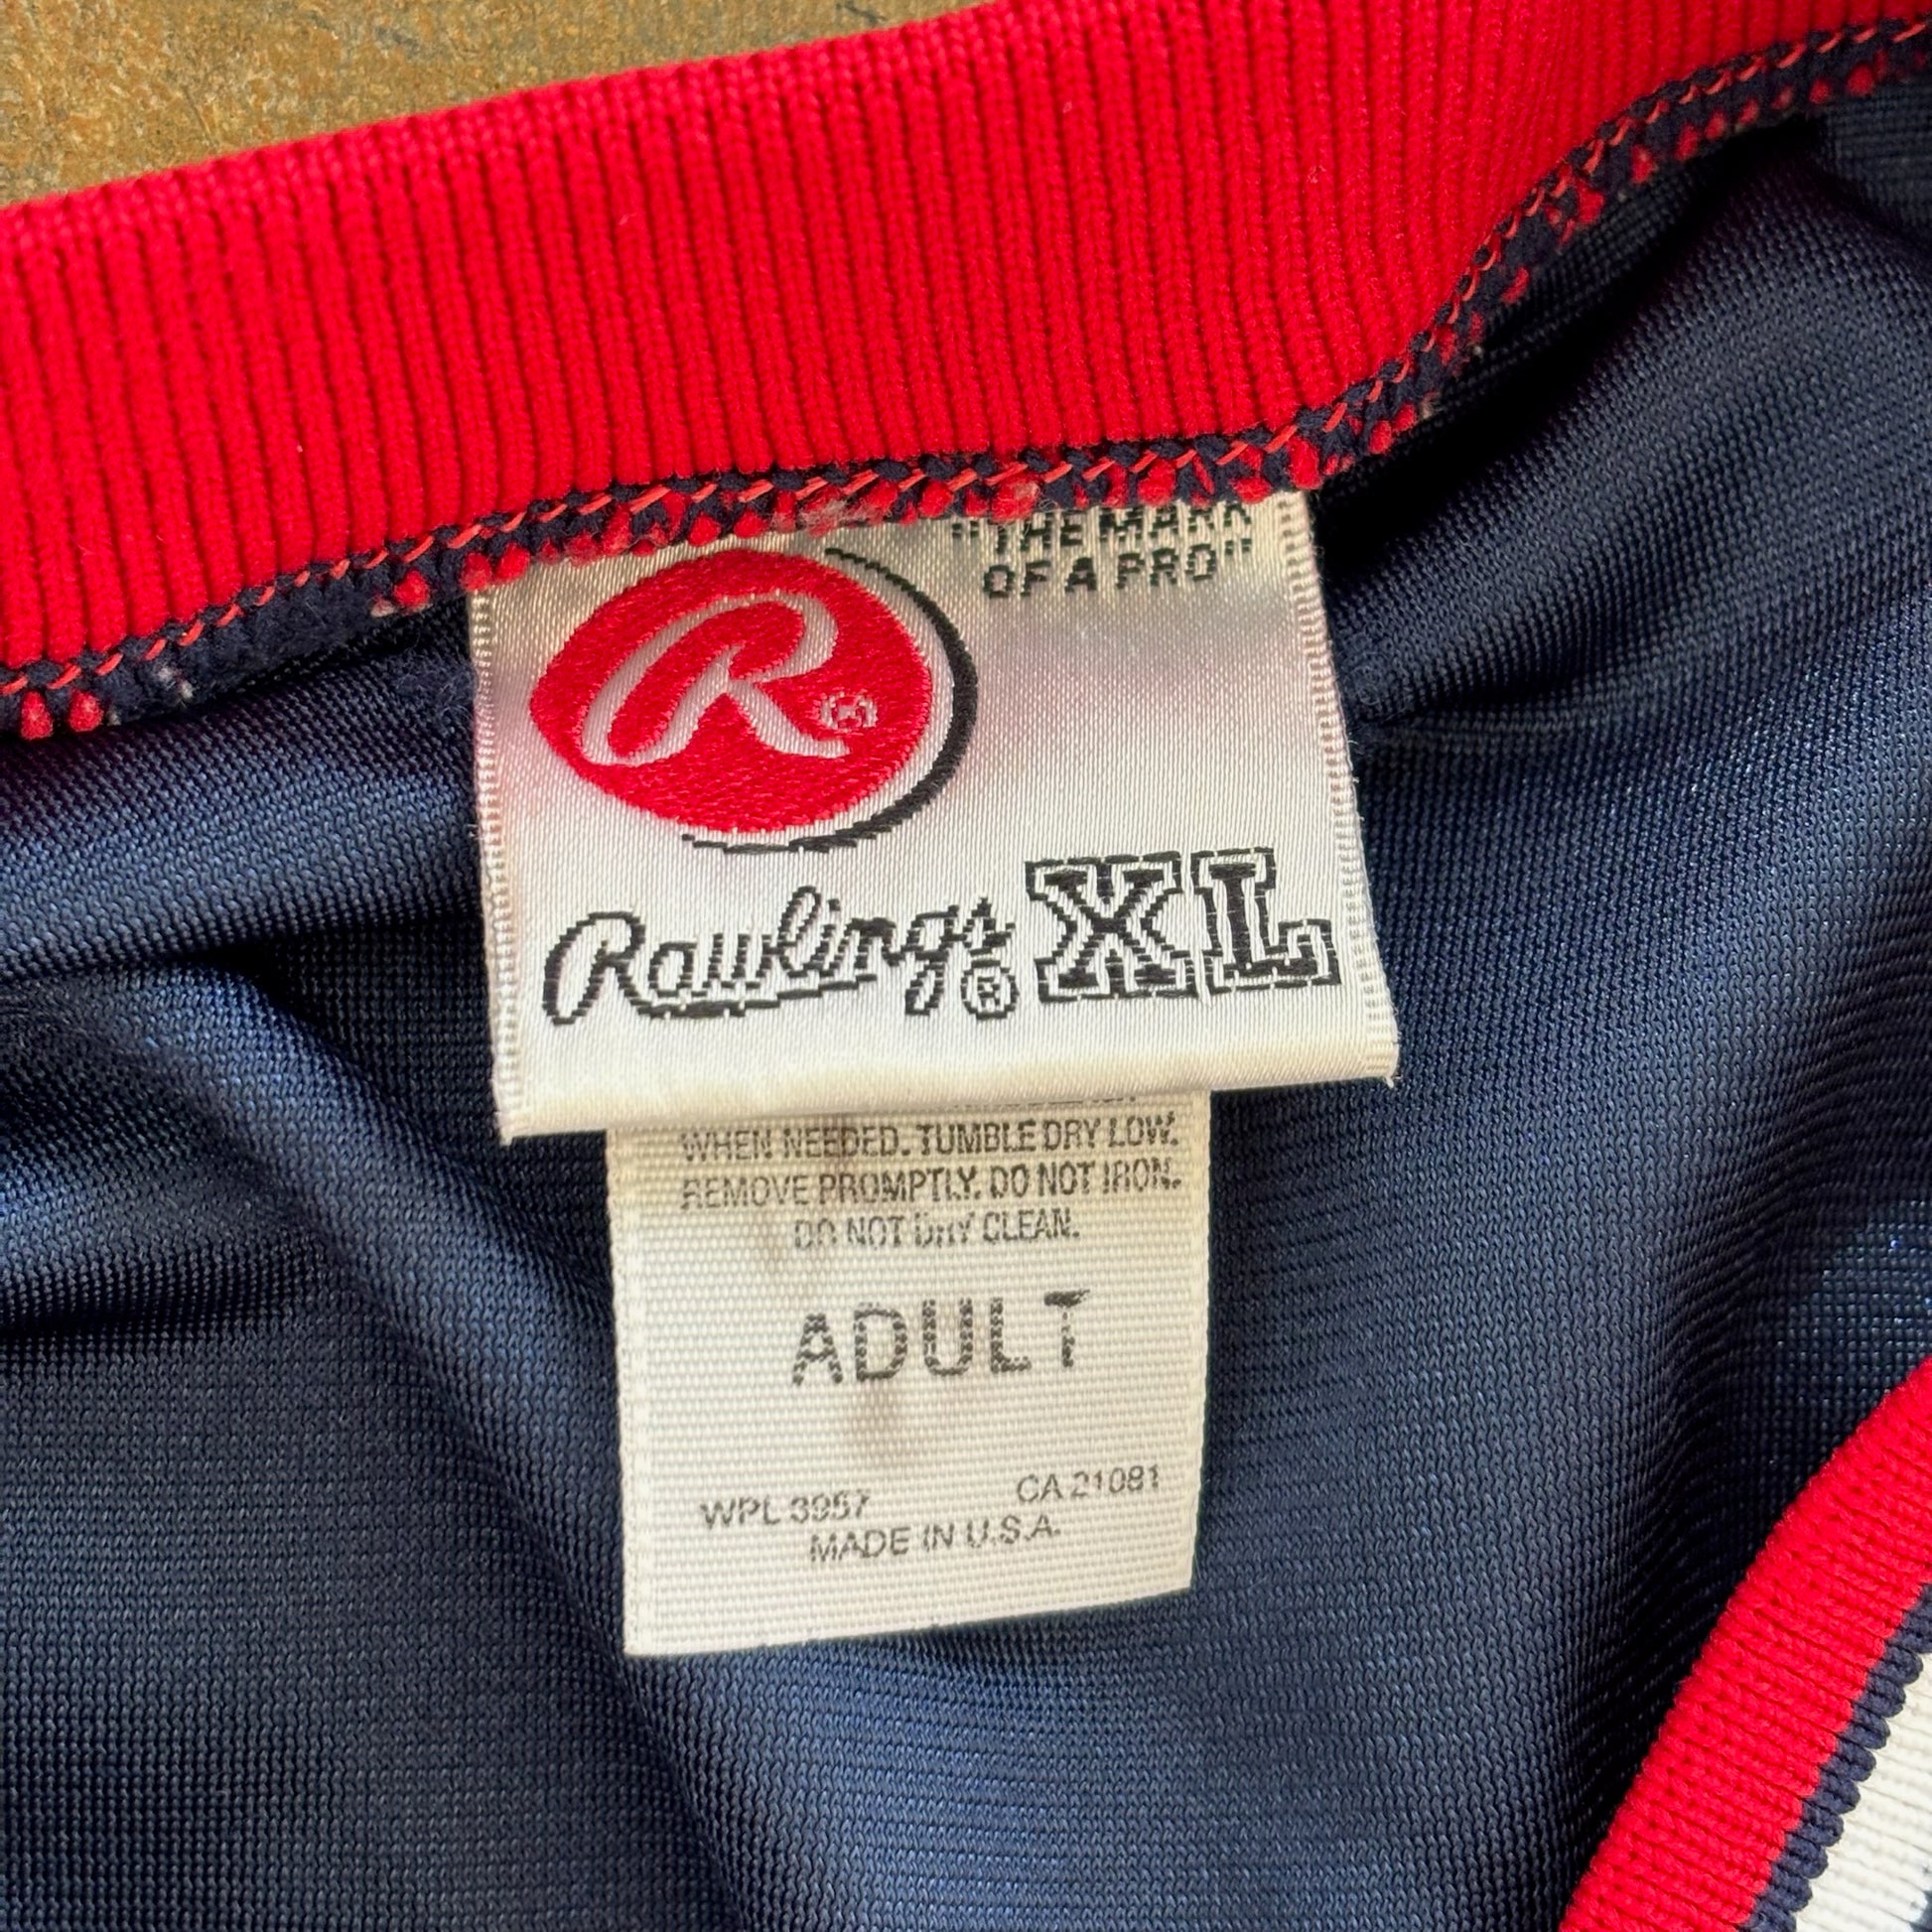 "THE MARK
OF A PRO"
R®
Rawlings® XL
WHEN NEEDED. TUMBLE DRY LOW.
REMOVE PROMPTLY. DO NOT IRON.
DO NOT DRY CLEAN.
ADULT
WPL 3957 CA 21081
MADE IN U.S.A.